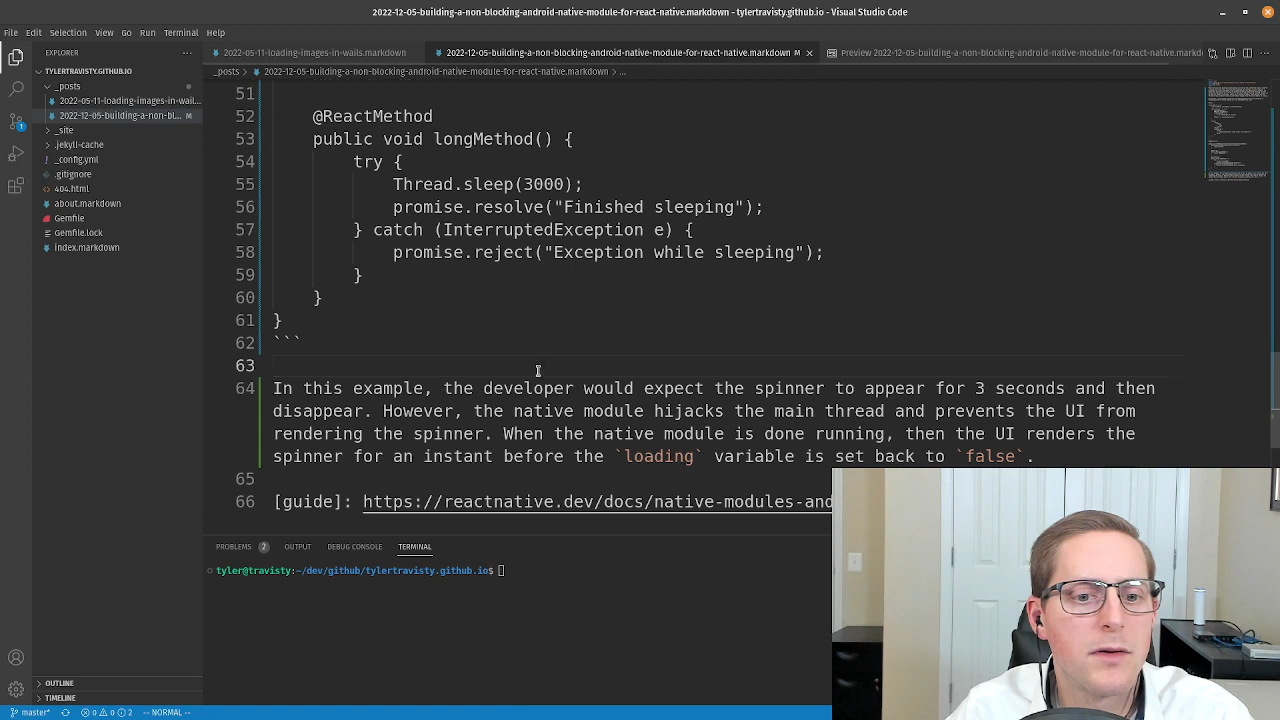 2022-12-05-building-a-non-blocking-android-native-module-for-react-native.markdown - tylertravisty.github.io - Visual Studio Code
File Edit Selection View Go Run Terminal Help
EXPLORER
2022-05-11-loading-images-in-wails.markdown
2022-12-05-building-a-non-blocking-android-native-module-for-react-native.markdown M
Preview 2022-12-05-building-a-non-blocking-android-native-module-for-react-native.markd
_posts > 2022-12-05-building-a-non-blocking-android-native-module-for-react-native.markdown > ...
TYLERTRAVISTY.GITHUB.IO
_posts
2022-05-11-loading-images-in-wail...
2022-12-05-building-a-non-bl... M
_site
.jekyll-cache
_config.yml
.gitignore
404.html
about.markdown
Gemfile
Gemfile.lock
index.markdown
51
52 @ReactMethod
53 public void longMethod() {
54 try {
55 Thread.sleep(3000);
56 promise.resolve("Finished sleeping");
57 } catch (InterruptedException e) {
58 promise.reject("Exception while sleeping");
59 }
60 }
61 }
62 ```
63
64 In this example, the developer would expect the spinner to appear for 3 seconds and then
disappear. However, the native module hijacks the main thread and prevents the UI from
rendering the spinner. When the native module is done running, then the UI renders the
spinner for an instant before the `loading` variable is set back to `false`.
65
66 [guide]: https://reactnative.dev/docs/native-modules-and
PROBLEMS 2 OUTPUT DEBUG CONSOLE TERMINAL
tyler@travisty:~/dev/github/tylertravisty.github.io$
OUTLINE
TIMELINE
master* 0 0 2 -- NORMAL --